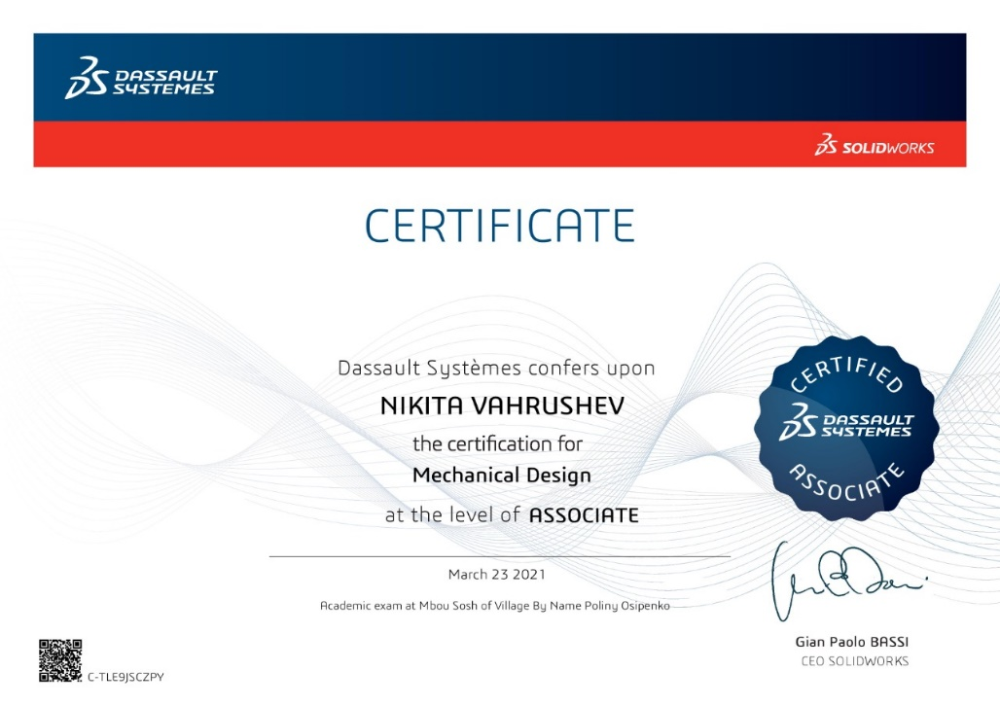 DASSAULT
SYSTEMES
SOLIDWORKS
CERTIFICATE
Dassault Systèmes confers upon
NIKITA VAHRUSHEV
the certification for
Mechanical Design
at the level of ASSOCIATE
CERTIFIED
DASSAULT
SYSTEMES
ASSOCIATE
March 23 2021
Academic exam at Mbou Sosh of Village By Name Poliny Osipenko
Gian Paolo BASSI
CEO SOLIDWORKS
C-TLE9JSCZPY